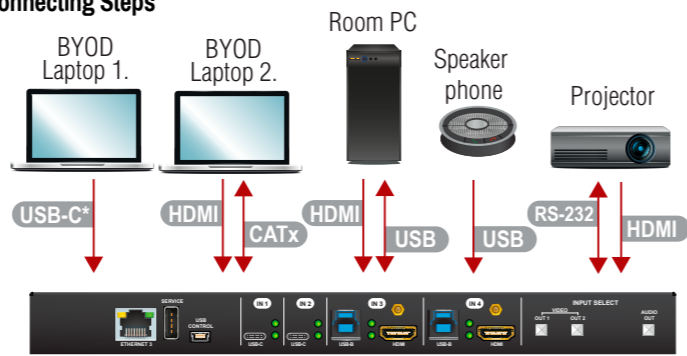 onnecting Steps
BYOD
Laptop 1.
BYOD
Laptop 2.
Room PC
Speaker
phone
Projector
USB-C*
HDMI
CATx
HDMI
USB
USB
RS-232
HDMI
ETHERNET 3
SERVICE
USB
CONTROL
IN 1
USB-C
IN 2
USB-C
IN 3
USB-B
HDMI
IN 4
USB-B
HDMI
INPUT SELECT
VIDEO
OUT 1
OUT 2
AUDIO
OUT